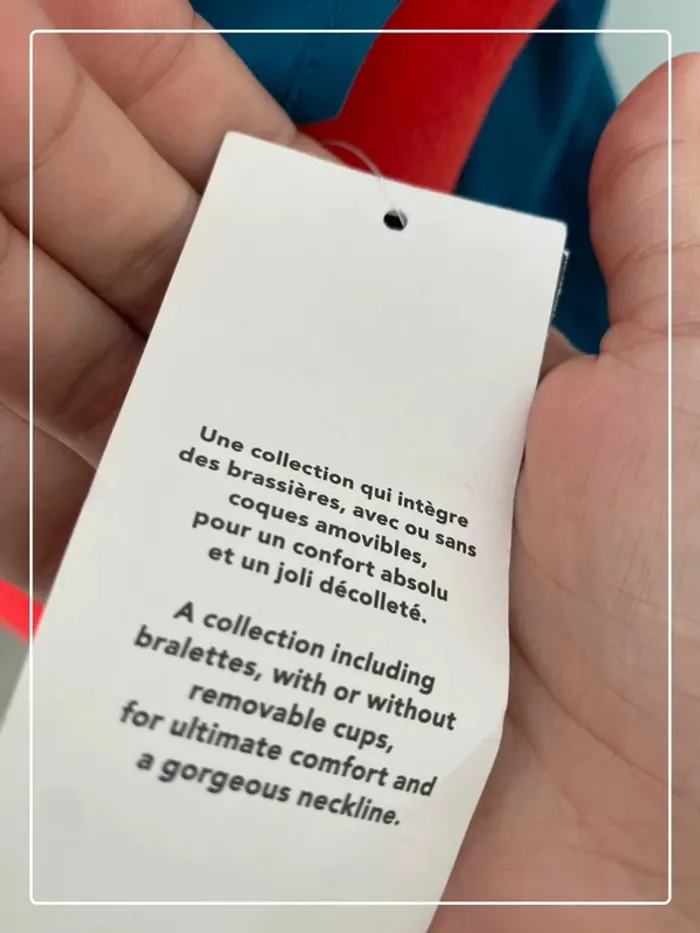 Une collection qui intègre
des brassières, avec ou sans
coques amovibles,
pour un confort absolu
et un joli décolleté.
A collection including
bralettes, with or without
removable cups,
for ultimate comfort and
a gorgeous neckline.